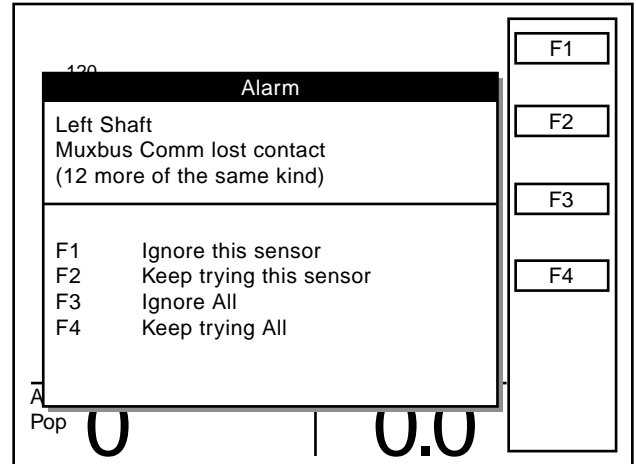 120
Alarm
Left Shaft
Muxbus Comm lost contact
(12 more of the same kind)
F1 Ignore this sensor
F2 Keep trying this sensor
F3 Ignore All
F4 Keep trying All
A
Pop 0 0.0
F1
F2
F3
F4